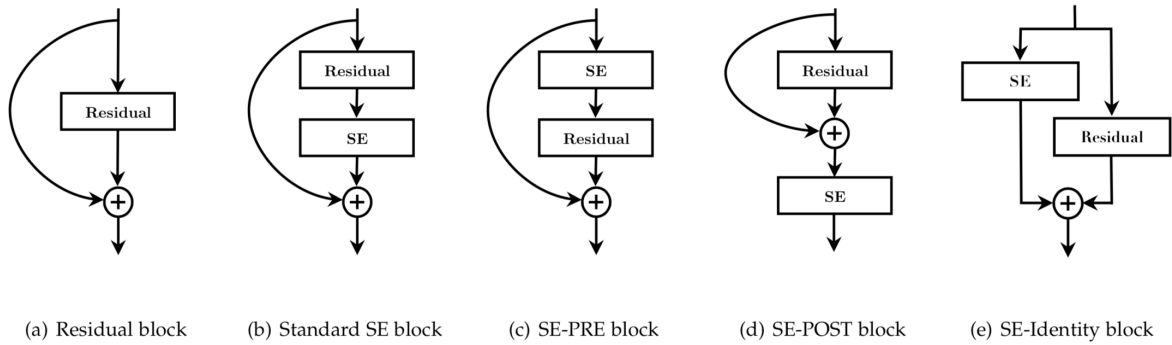 Residual
Residual
SE
SE
Residual
Residual
SE
SE
Residual
(a) Residual block
(b) Standard SE block
(c) SE-PRE block
(d) SE-POST block
(e) SE-Identity block